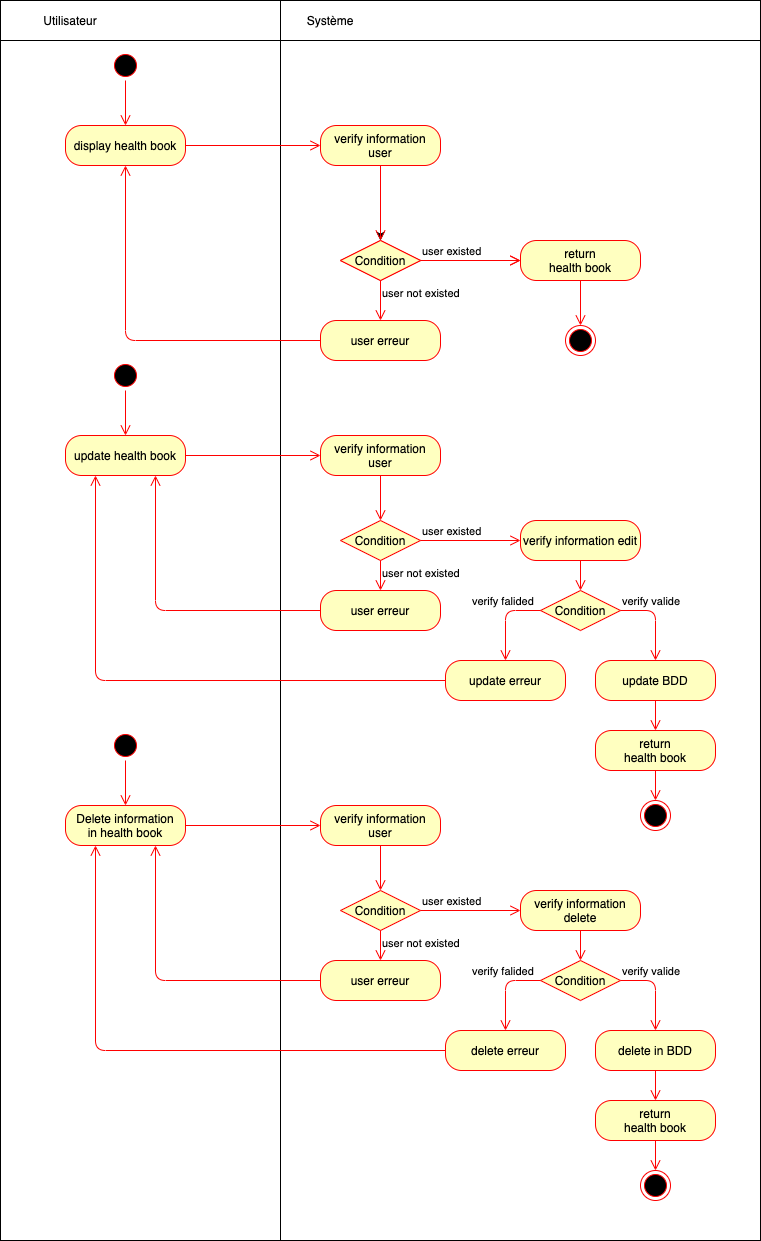 Utilisateur
Système
display health book
verify information
user
Condition
user existed
return
health book
user not existed
user erreur
update health book
verify information
user
Condition
user existed
verify information edit
user not existed
user erreur
verify falided
Condition
verify valide
update erreur
update BDD
return
health book
Delete information
in health book
verify information
user
Condition
user existed
verify information
delete
user not existed
user erreur
verify falided
Condition
verify valide
delete erreur
delete in BDD
return
health book